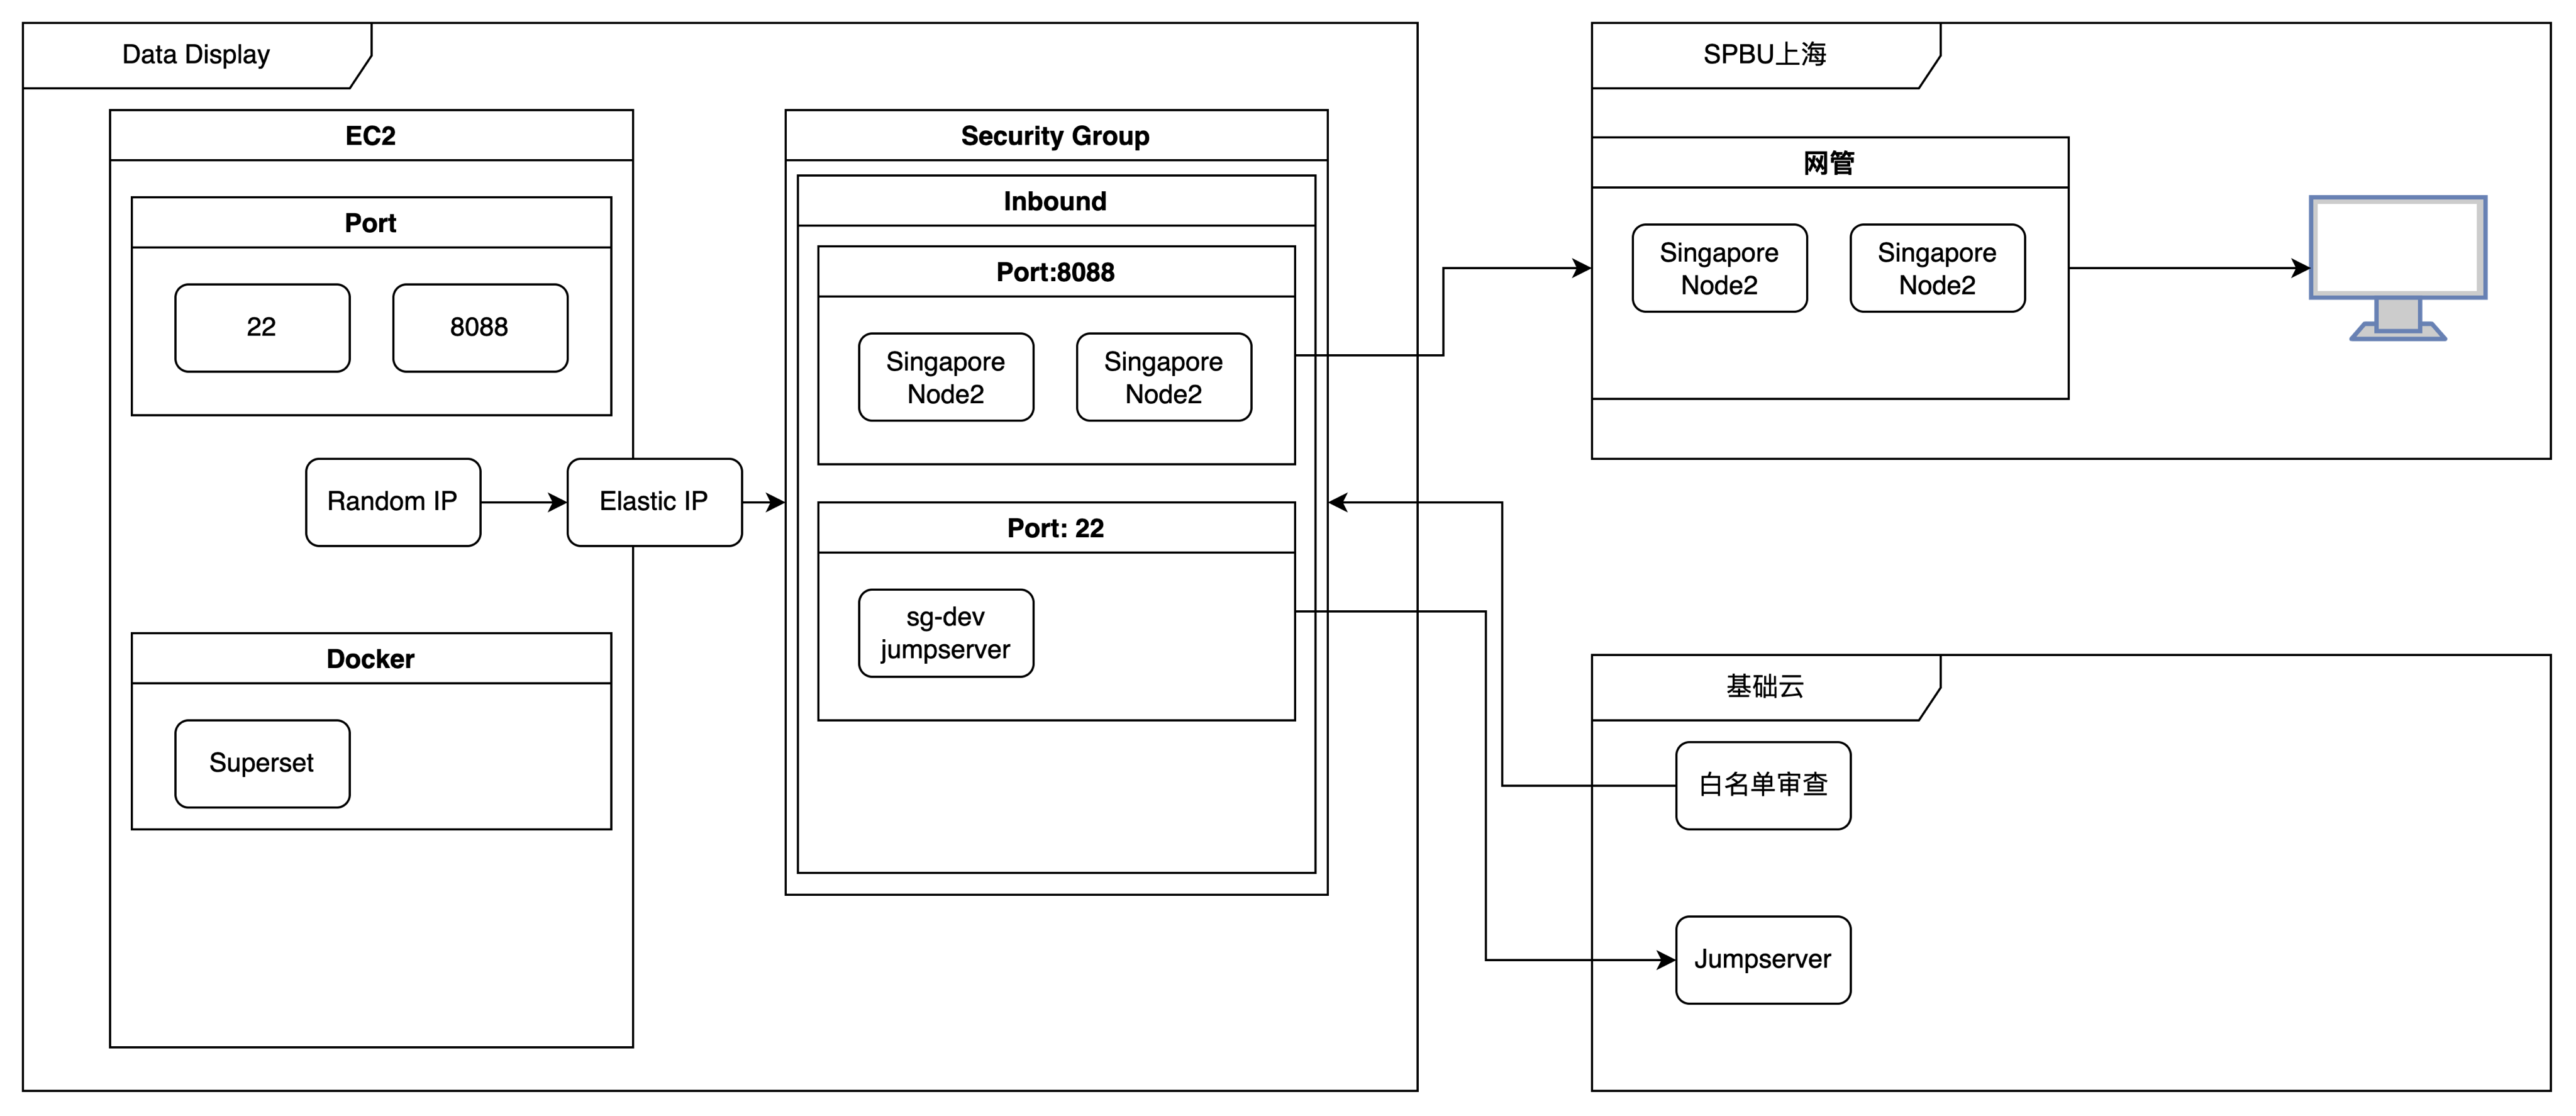 Data Display
EC2
Port
22
8088
Random IP
Elastic IP
Docker
Superset
Security Group
Inbound
Port:8088
Singapore
Node2
Singapore
Node2
Port: 22
sg-dev
jumpserver
SPBU上海
网管
Singapore
Node2
Singapore
Node2
基础云
白名单审查
Jumpserver